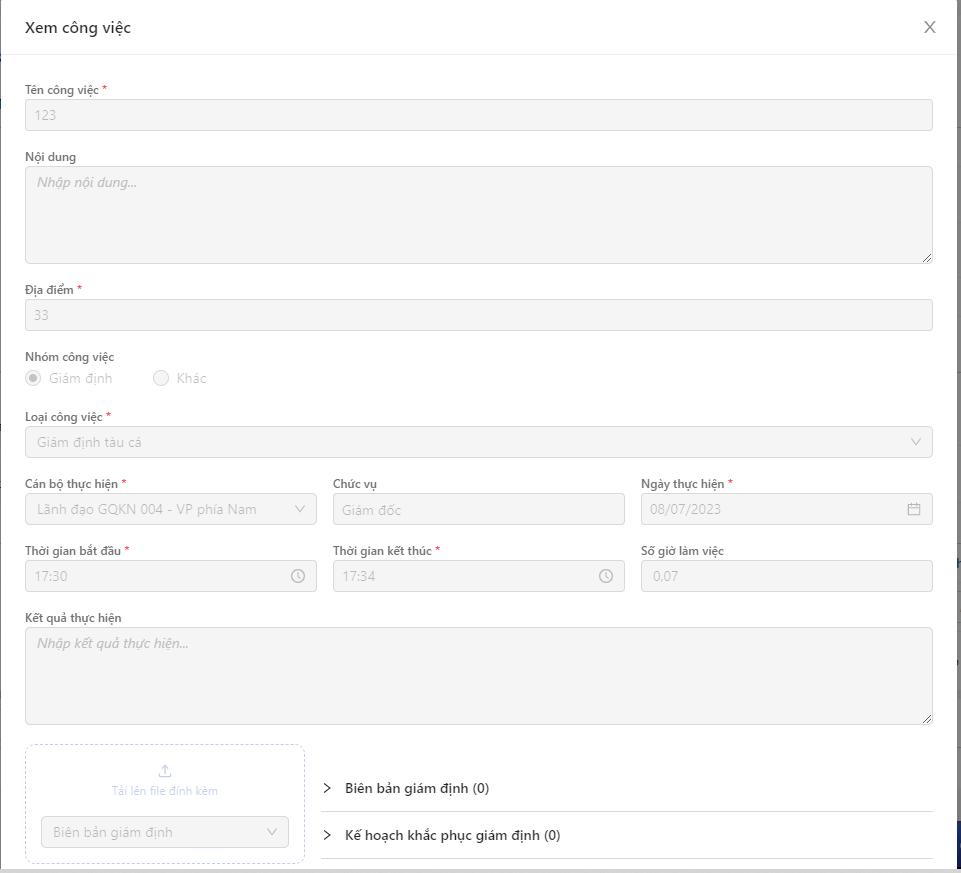 Xem công việc
Tên công việc *
123
Nội dung
Nhập nội dung...
Địa điểm *
33
Nhóm công việc
Giám định Khác
Loại công việc *
Giám định tàu cá
Cán bộ thực hiện * Chức vụ Ngày thực hiện *
Lãnh đạo GQKN 004 - VP phía Nam Giám đốc 08/07/2023
Thời gian bắt đầu * Thời gian kết thúc * Số giờ làm việc
17:30 17:34 0,07
Kết quả thực hiện
Nhập kết quả thực hiện...
Tải lên file đính kèm
Biên bản giám định (0)
Biên bản giám định
Kế hoạch khắc phục giám định (0)